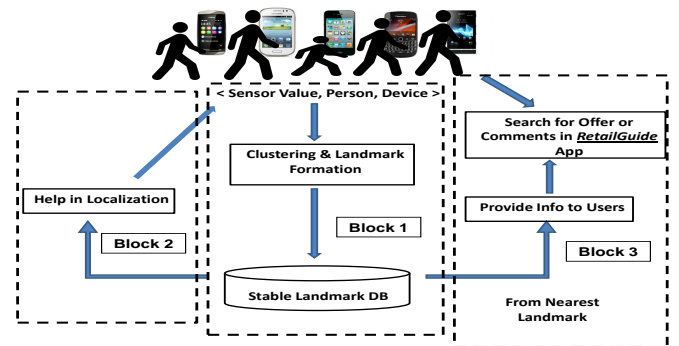 < Sensor Value, Person, Device >
Clustering & Landmark
Formation
Block 1
Stable Landmark DB
Help in Localization
Block 2
Search for Offer or
Comments in RetailGuide
App
Provide Info to Users
Block 3
From Nearest
Landmark